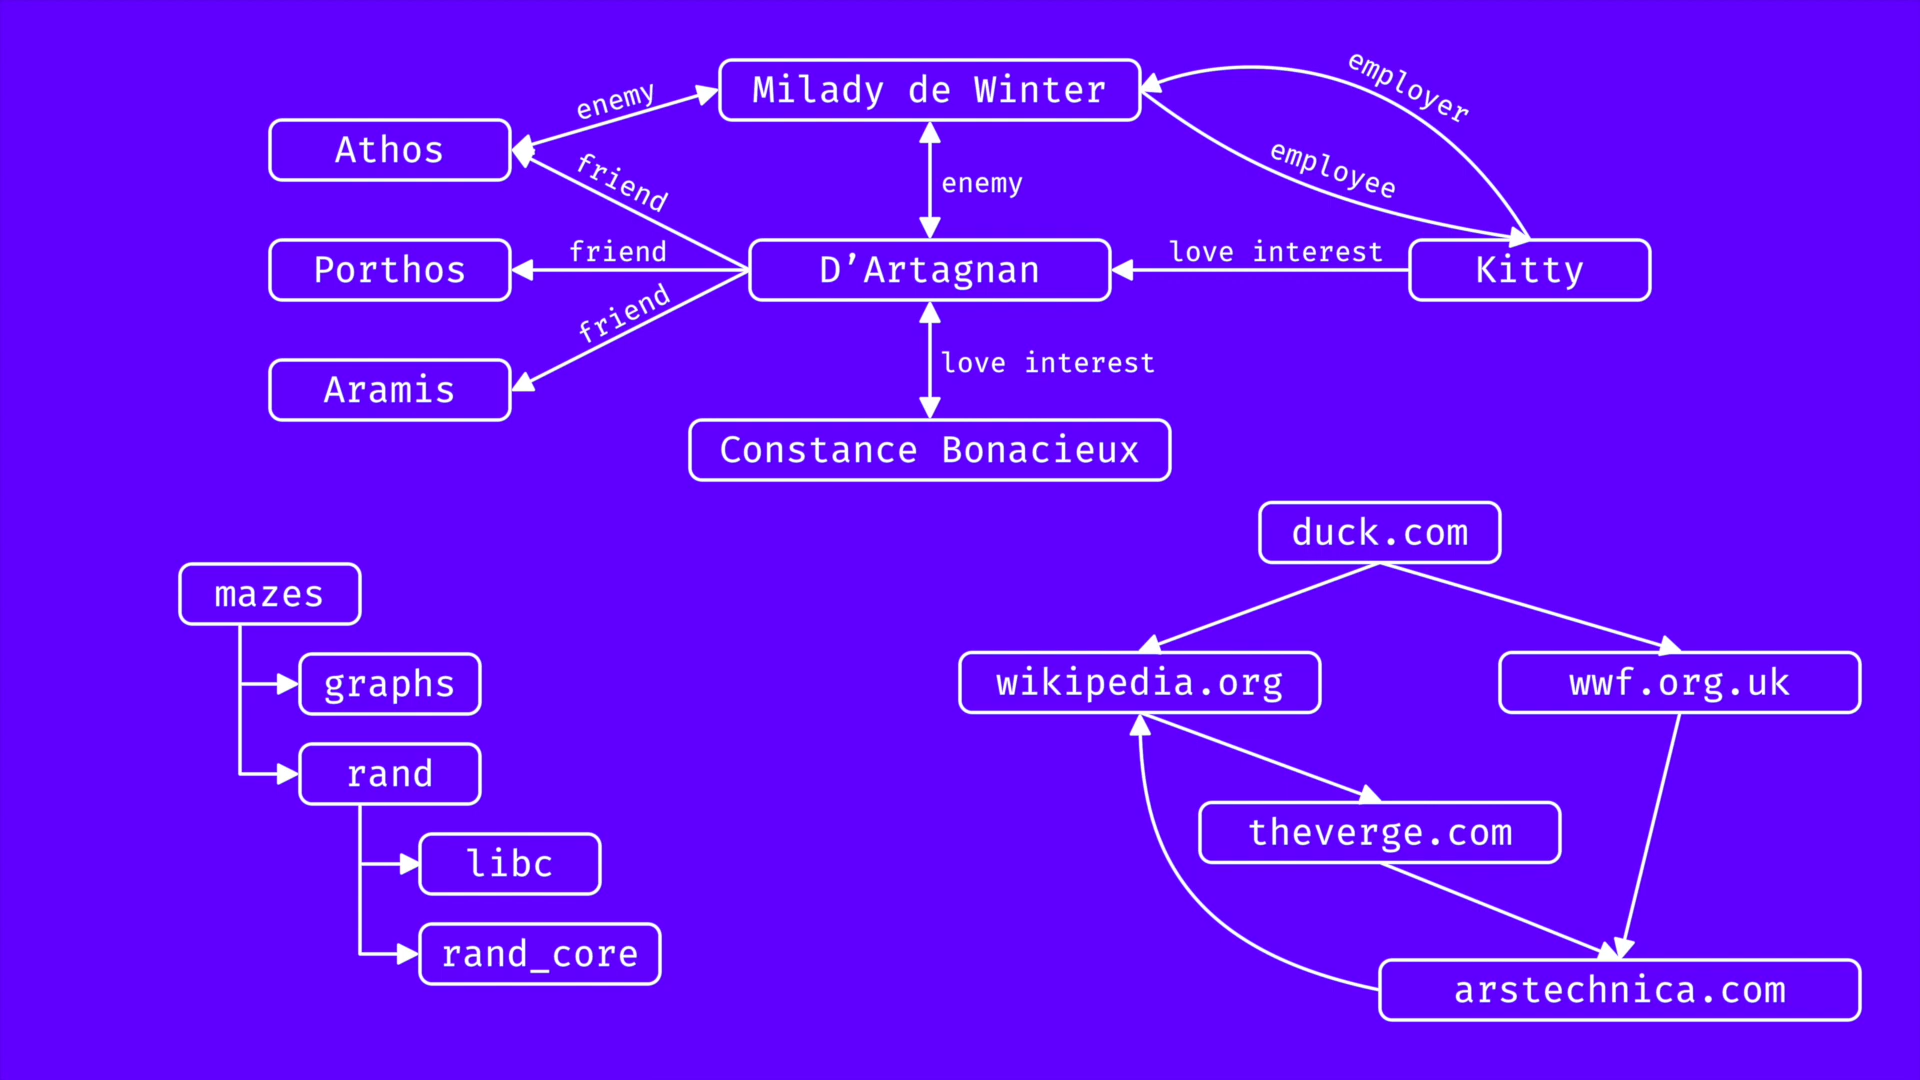 Milady de Winter
employer
enemy
Athos
friend
employee
enemy
Porthos
friend
D’Artagnan
love interest
Kitty
friend
Aramis
love interest
Constance Bonacieux
duck.com
mazes
graphs
wikipedia.org
wwf.org.uk
rand
theverge.com
libc
rand_core
arstechnica.com